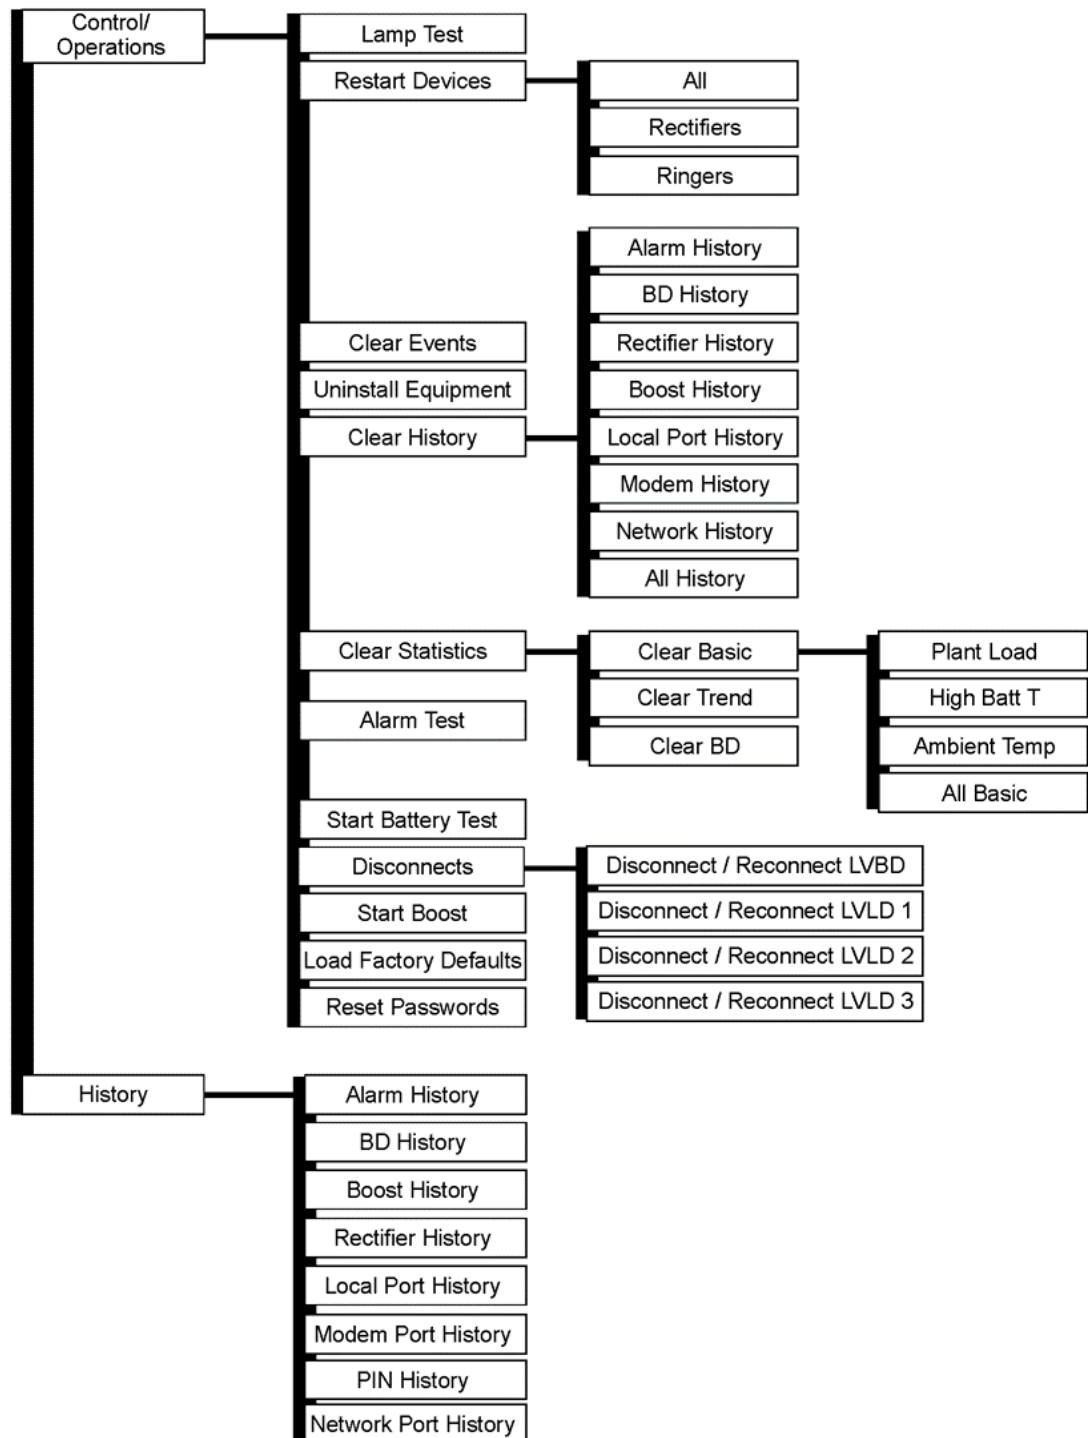 Control/
Operations
Lamp Test
Restart Devices
All
Rectifiers
Ringers
Clear Events
Uninstall Equipment
Clear History
Alarm History
BD History
Rectifier History
Boost History
Local Port History
Modem History
Network History
All History
Clear Statistics
Clear Basic
Plant Load
High Batt T
Ambient Temp
All Basic
Clear Trend
Clear BD
Alarm Test
Start Battery Test
Disconnects
Disconnect / Reconnect LVBD
Disconnect / Reconnect LVLD 1
Disconnect / Reconnect LVLD 2
Disconnect / Reconnect LVLD 3
Start Boost
Load Factory Defaults
Reset Passwords
History
Alarm History
BD History
Boost History
Rectifier History
Local Port History
Modem Port History
PIN History
Network Port History